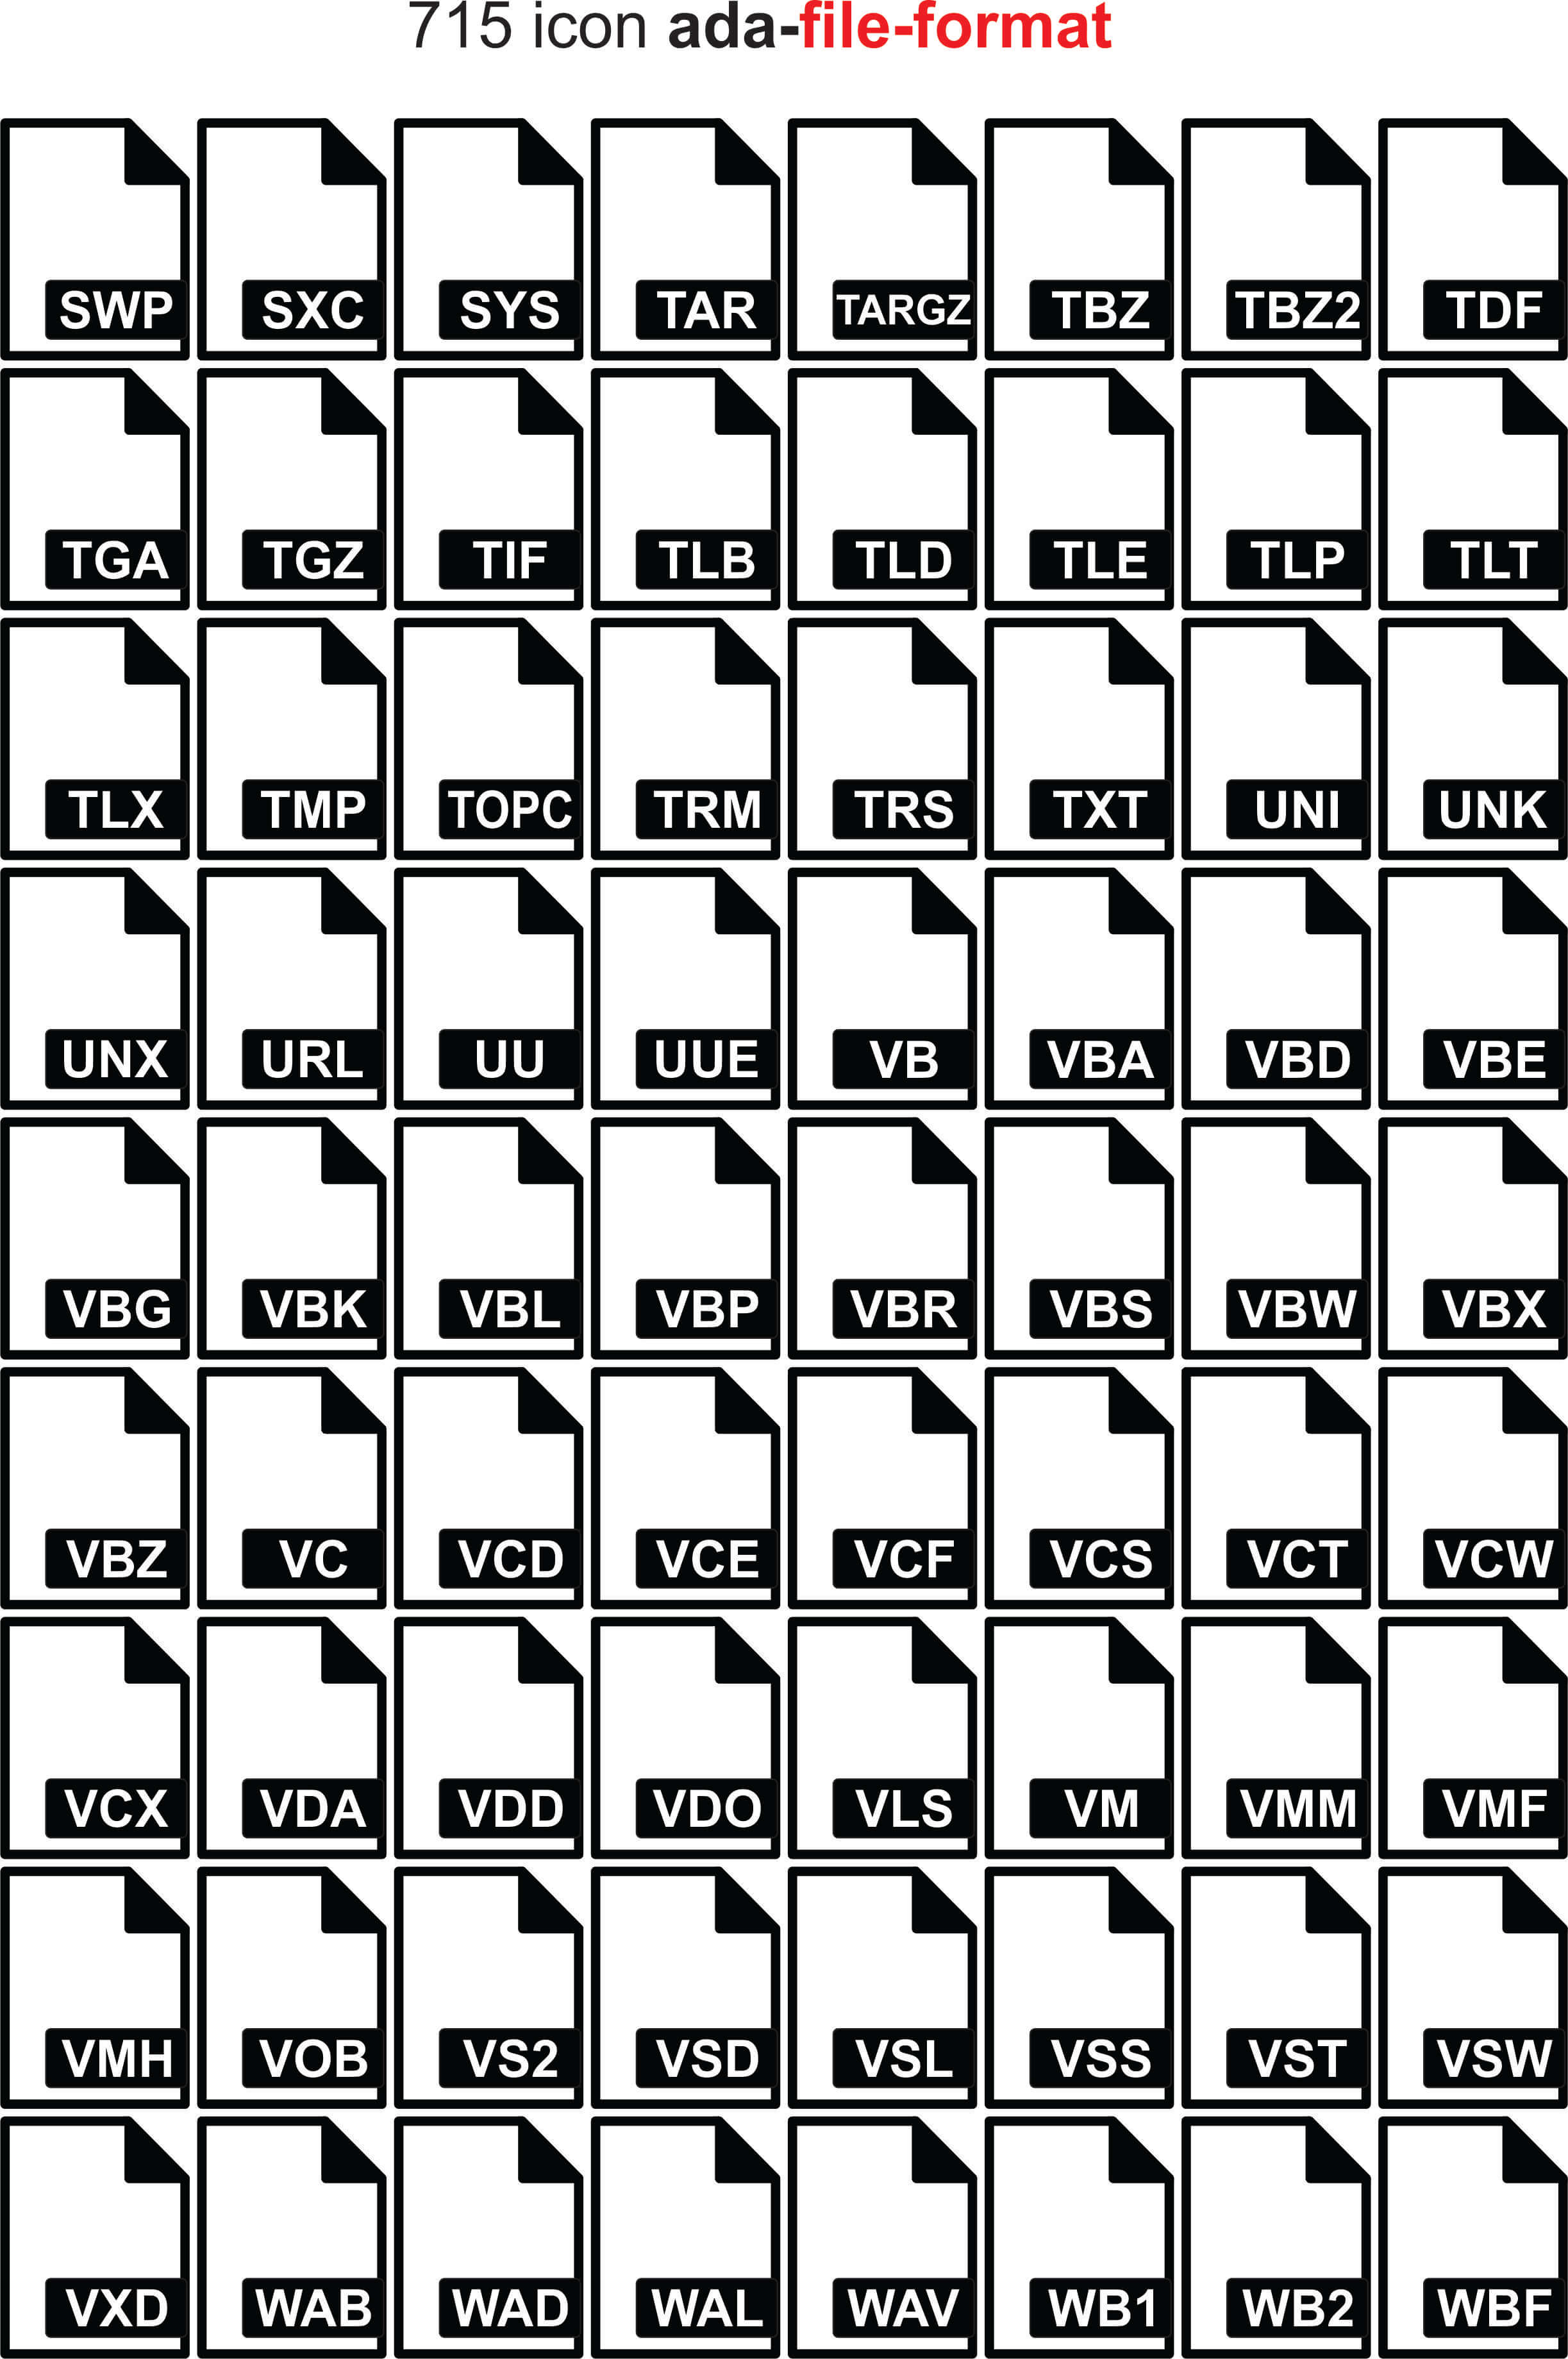 715 icon ada-file-format
SWP SXC SYS TAR TARGZ TBZ TBZ2 TDF
TGA TGZ TIF TLB TLD TLE TLP TLT
TLX TMP TOPC TRM TRS TXT UNI UNK
UNX URL UU UUE VB VBA VBD VBE
VBG VBK VBL VBP VBR VBS VBW VBX
VBZ VC VCD VCE VCF VCS VCT VCW
VCX VDA VDD VDO VLS VM VMM VMF
VMH VOB VS2 VSD VSL VSS VST VSW
VXD WAB WAD WAL WAV WB1 WB2 WBF